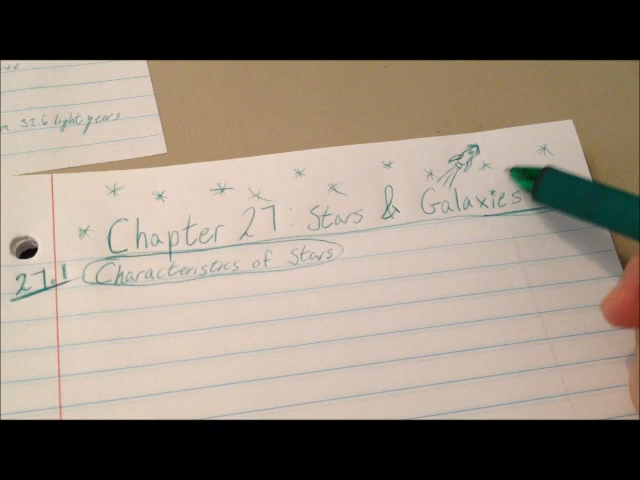 32.6 light years
Chapter 27: Stars & Galaxies
27.1 Characteristics of Stars